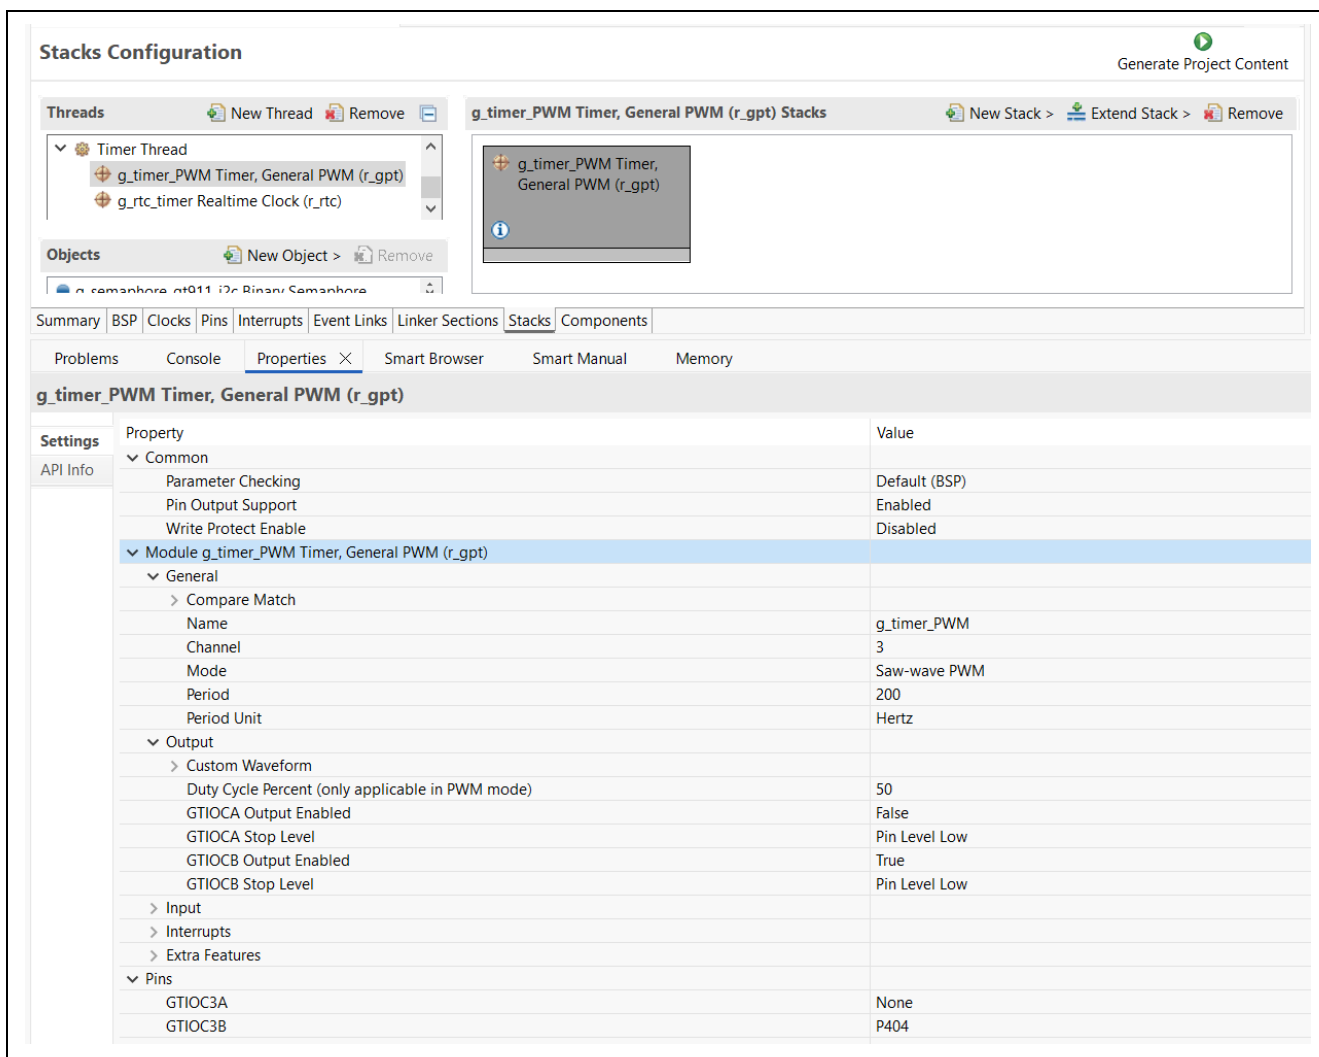 Stacks Configuration
Generate Project Content
Threads
New Thread
Remove
g_timer_PWM Timer, General PWM (r_gpt) Stacks
New Stack >
Extend Stack >
Remove
Timer Thread
g_timer_PWM Timer, General PWM (r_gpt)
g_rtc_timer Realtime Clock (r_rtc)
g_timer_PWM Timer,
General PWM (r_gpt)
Objects
New Object >
Remove
g_semaphore_gt911_i2c Binary Semaphore
Summary BSP Clocks Pins Interrupts Event Links Linker Sections Stacks Components
Problems Console Properties Smart Browser Smart Manual Memory
g_timer_PWM Timer, General PWM (r_gpt)
Settings
API Info
Property Value
Common
Parameter Checking Default (BSP)
Pin Output Support Enabled
Write Protect Enable Disabled
Module g_timer_PWM Timer, General PWM (r_gpt)
General
Compare Match
Name g_timer_PWM
Channel 3
Mode Saw-wave PWM
Period 200
Period Unit Hertz
Output
Custom Waveform
Duty Cycle Percent (only applicable in PWM mode) 50
GTIOCA Output Enabled False
GTIOCA Stop Level Pin Level Low
GTIOCB Output Enabled True
GTIOCB Stop Level Pin Level Low
Input
Interrupts
Extra Features
Pins
GTIOC3A None
GTIOC3B P404